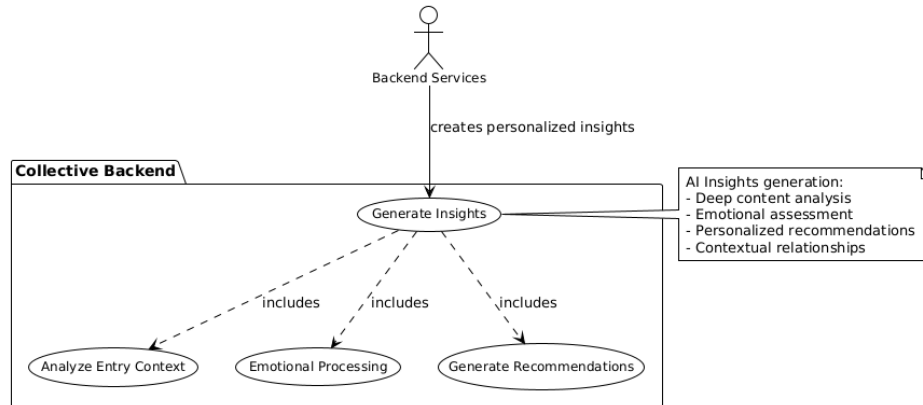 Backend Services
creates personalized insights
Collective Backend
AI Insights generation:
- Deep content analysis
- Emotional assessment
- Personalized recommendations
- Contextual relationships
Generate Insights
includes
includes
includes
Analyze Entry Context
Emotional Processing
Generate Recommendations